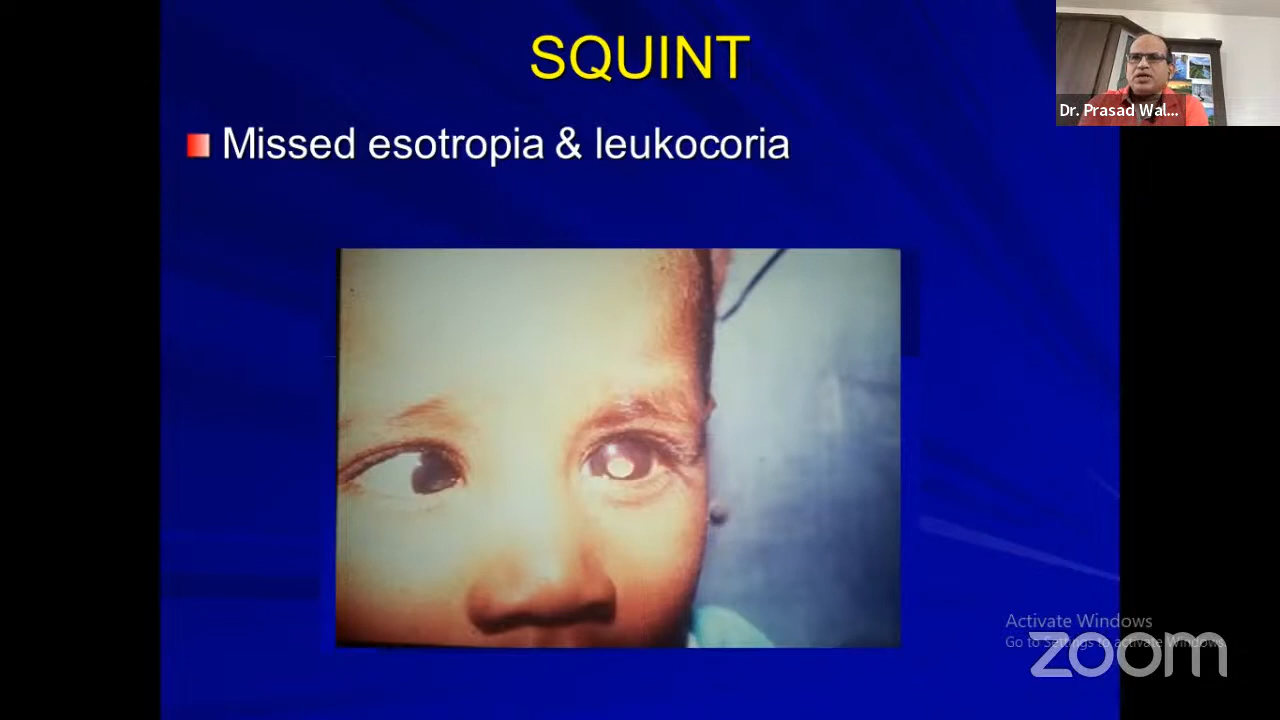 SQUINT
Missed esotropia & leukocoria
Dr. Prasad Wal...
Activate Windows
Go to Settings to activate Windows.
zoom